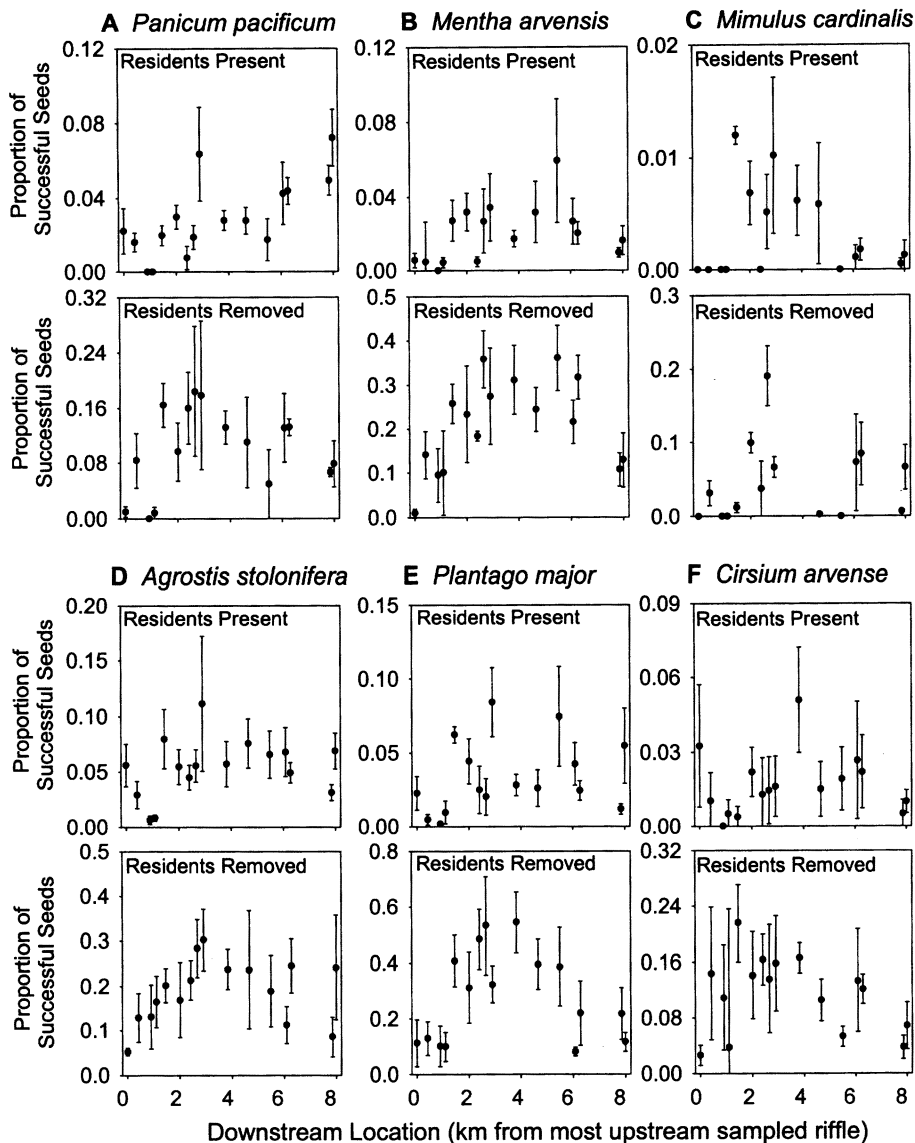 A Panicum pacificum
B Mentha arvensis
C Mimulus cardinalis
Proportion of
Successful Seeds
0.12
0.08
0.04
0.00
Residents Present
0.12
0.08
0.04
0.00
Residents Present
0.02
0.01
0.00
Residents Present
Proportion of
Successful Seeds
0.32
0.24
0.16
0.08
0.00
Residents Removed
0.5
0.4
0.3
0.2
0.1
0.0
Residents Removed
0.3
0.2
0.1
0.0
Residents Removed
D Agrostis stolonifera
E Plantago major
F Cirsium arvense
Proportion of
Successful Seeds
0.20
0.15
0.10
0.05
0.00
Residents Present
0.15
0.10
0.05
0.00
Residents Present
0.09
0.06
0.03
0.00
Residents Present
Proportion of
Successful Seeds
0.5
0.4
0.3
0.2
0.1
0.0
Residents Removed
0.8
0.6
0.4
0.2
0.0
Residents Removed
0.32
0.24
0.16
0.08
0.00
Residents Removed
0 2 4 6 8
0 2 4 6 8
0 2 4 6 8
Downstream Location (km from most upstream sampled riffle)